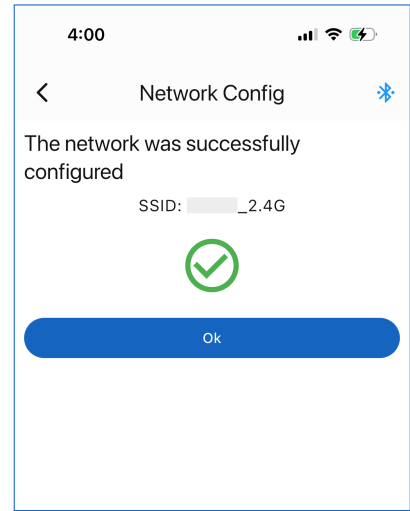 4:00
Network Config
The network was successfully
configured
SSID: _2.4G
Ok